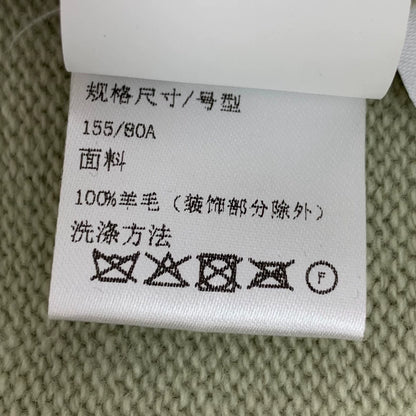 规格尺寸/号型
155/80A
面料
100%羊毛（装饰部分除外）
洗涤方法
F